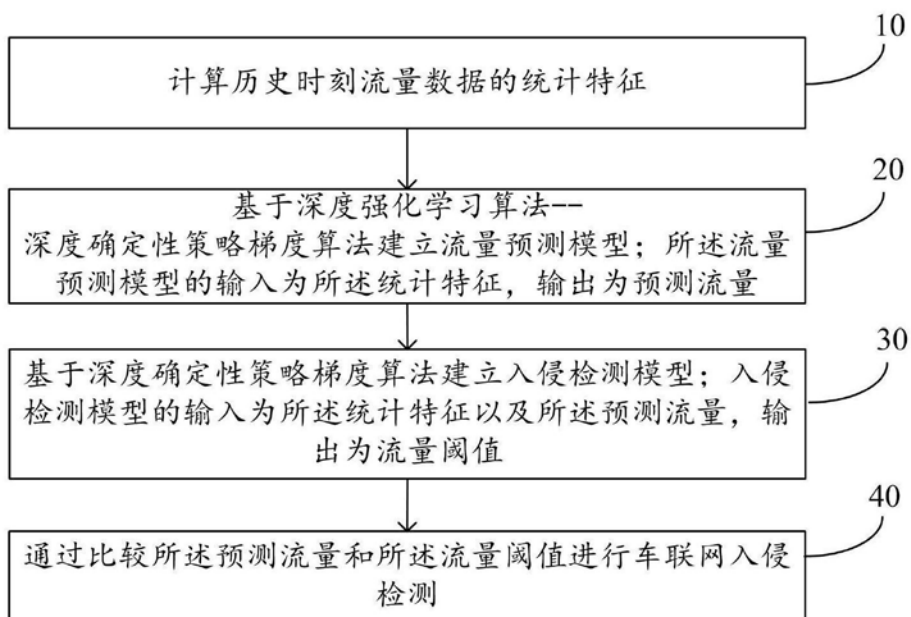 10
计算历史时刻流量数据的统计特征
20
基于深度强化学习算法--
深度确定性策略梯度算法建立流量预测模型；所述流量
预测模型的输入为所述统计特征，输出为预测流量
30
基于深度确定性策略梯度算法建立入侵检测模型；入侵
检测模型的输入为所述统计特征以及所述预测流量，输
出为流量阈值
40
通过比较所述预测流量和所述流量阈值进行车联网入侵
检测